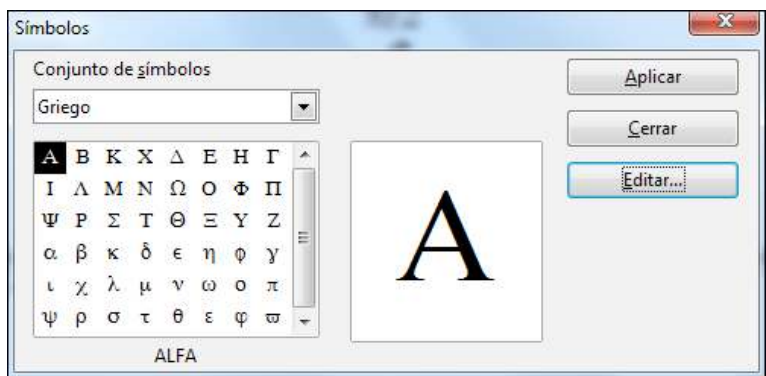 Símbolos
X
Conjunto de símbolos
Griego
Α Β Κ Χ Δ Ε Η Γ
Ι Λ Μ Ν Ω Ο Φ Π
Ψ Ρ Σ Τ Θ Ξ Υ Ζ
α β κ δ ϵ η ϕ γ
ι χ λ μ ν ω ο π
ψ ρ σ τ θ ε φ ϖ
ALFA
Α
Aplicar
Cerrar
Editar...